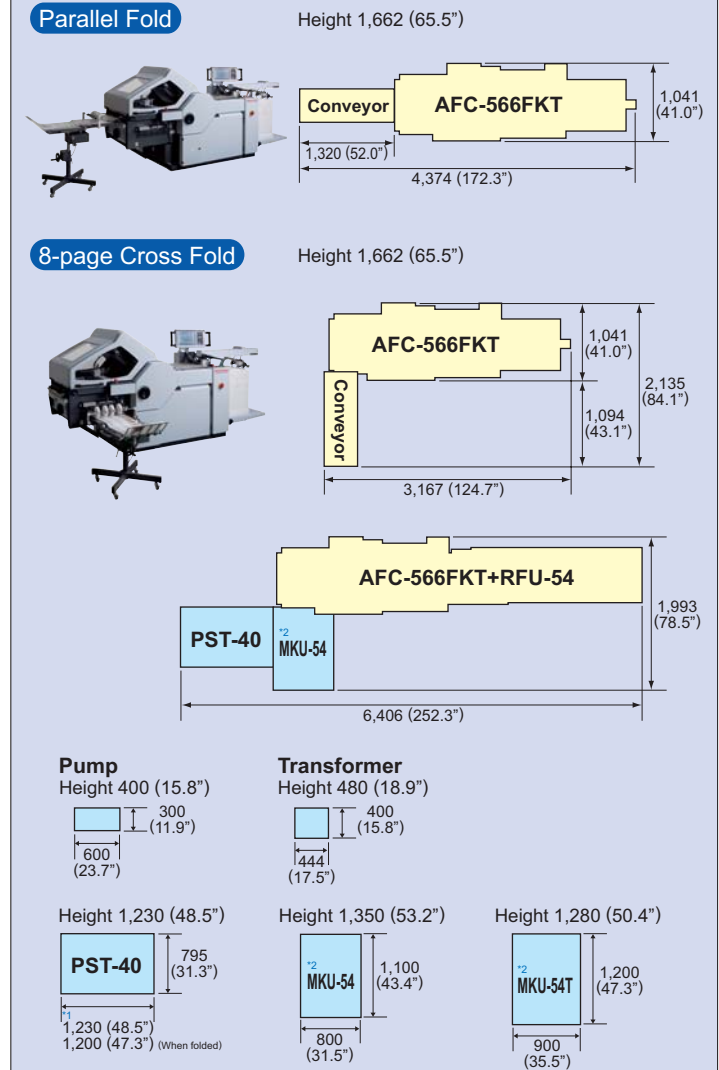 Parallel Fold
Height 1,662 (65.5")
Conveyor
AFC-566FKT
1,041
(41.0")
1,320 (52.0")
4,374 (172.3")
8-page Cross Fold
Height 1,662 (65.5")
AFC-566FKT
Conveyor
1,041
(41.0")
1,094
(43.1")
2,135
(84.1")
3,167 (124.7")
AFC-566FKT+RFU-54
PST-40
*2
MKU-54
1,993
(78.5")
6,406 (252.3")
Pump
Height 400 (15.8")
300
(11.9")
600
(23.7")
Transformer
Height 480 (18.9")
400
(15.8")
444
(17.5")
Height 1,230 (48.5")
PST-40
795
(31.3")
*1
1,230 (48.5")
1,200 (47.3") (When folded)
Height 1,350 (53.2")
*2
MKU-54
1,100
(43.4")
800
(31.5")
Height 1,280 (50.4")
*2
MKU-54T
1,200
(47.3")
900
(35.5")